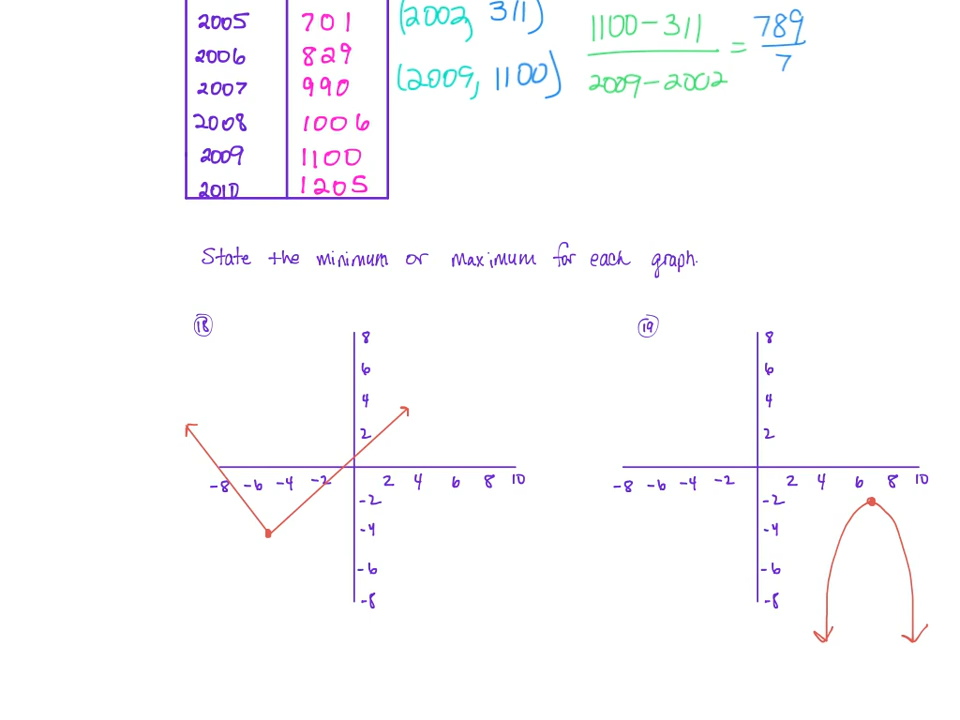 2005 701 (2002, 311) 1100-311 = 789
2006 829 2009-2002 7
2007 990 (2009, 1100)
2008 1006
2009 1100
2010 1205
State the minimum or maximum for each graph.
18 19
8 8
6 6
4 4
2 2
-8 -6 -4 -2 2 4 6 8 10 -8 -6 -4 -2 2 4 6 8 10
-2 -2
-4 -4
-6 -6
-8 -8